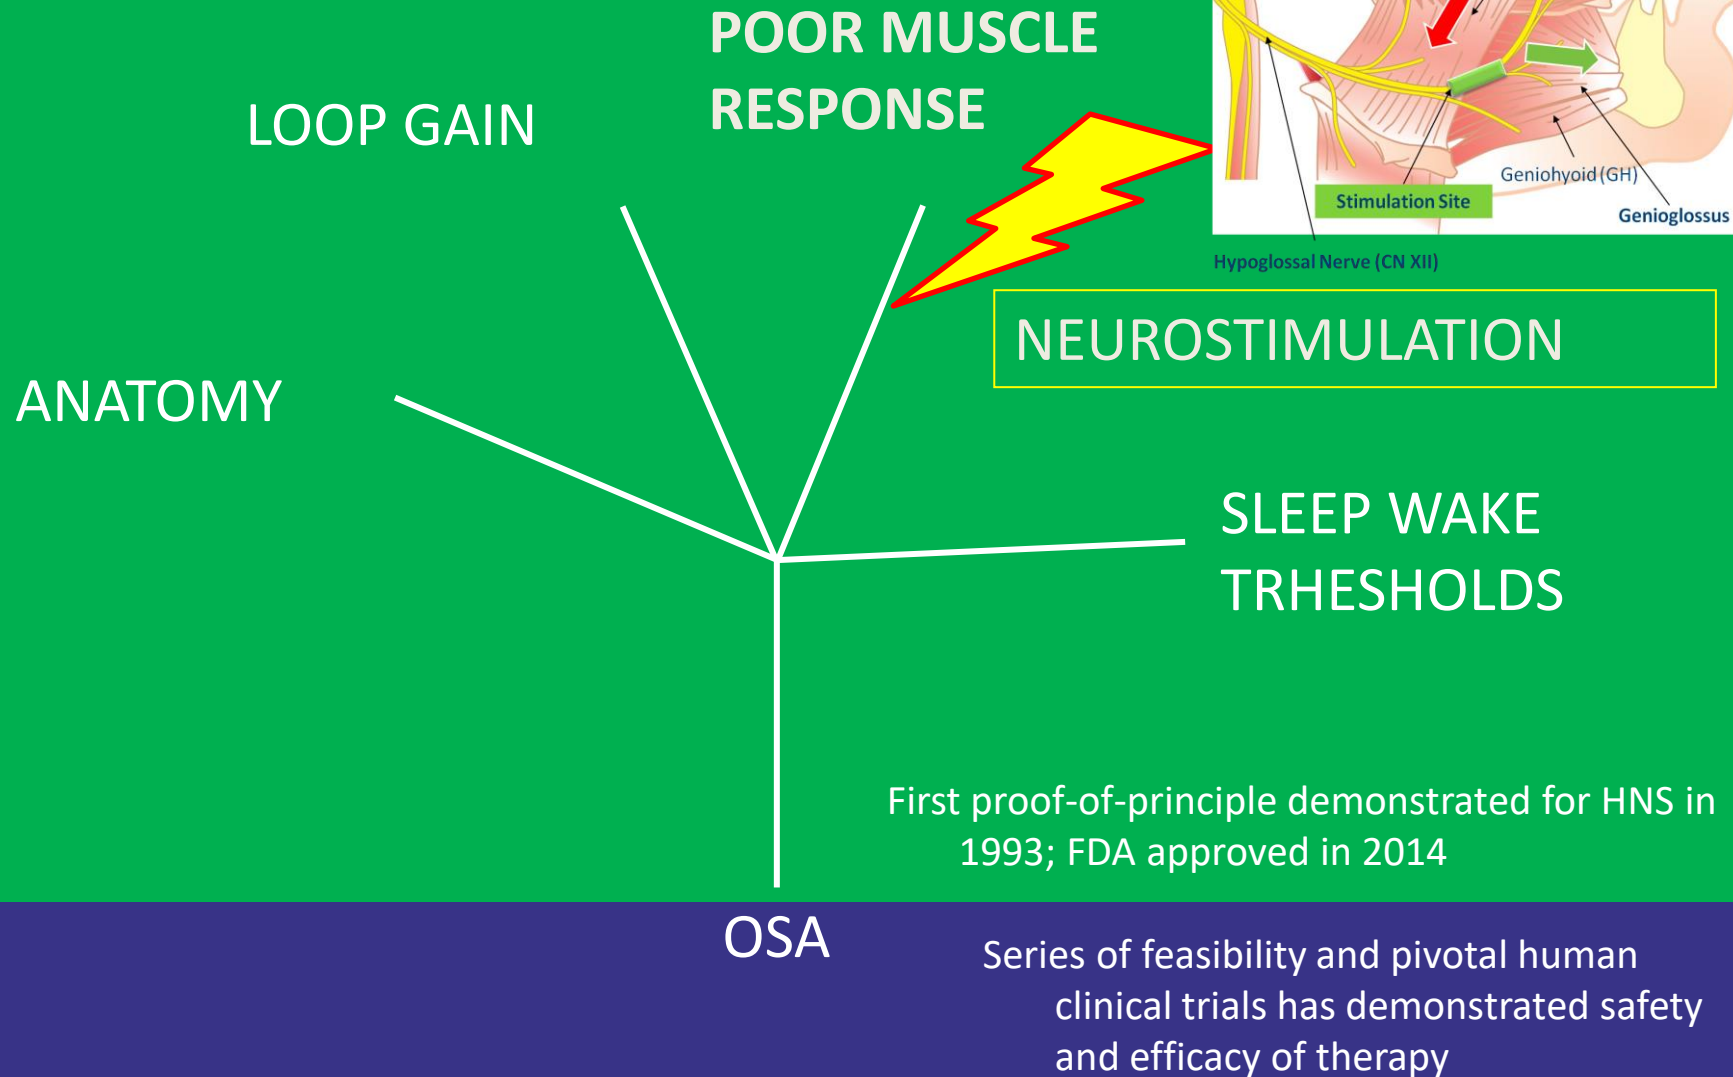 POOR MUSCLE
RESPONSE
LOOP GAIN
Geniohyoid (GH)
Stimulation Site
Genioglossus
Hypoglossal Nerve (CN XII)
NEUROSTIMULATION
ANATOMY
SLEEP WAKE
TRHESHOLDS
First proof-of-principle demonstrated for HNS in
1993; FDA approved in 2014
OSA
Series of feasibility and pivotal human
clinical trials has demonstrated safety
and efficacy of therapy